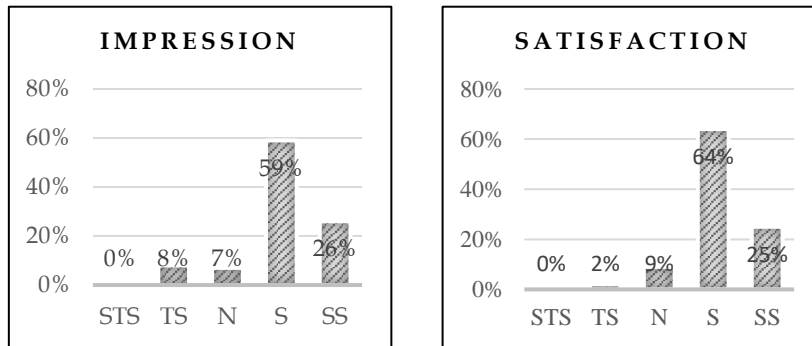 IMPRESSION
80%
60%
40%
20%
0%
0% 8% 7% 59% 26%
STS TS N S SS
SATISFACTION
80%
60%
40%
20%
0%
0% 2% 9% 64% 25%
STS TS N S SS